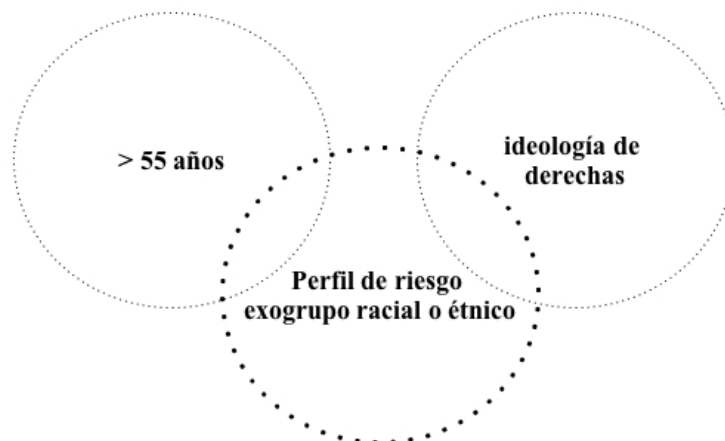 > 55 años
ideología de
derechas
Perfil de riesgo
exogrupo racial o étnico